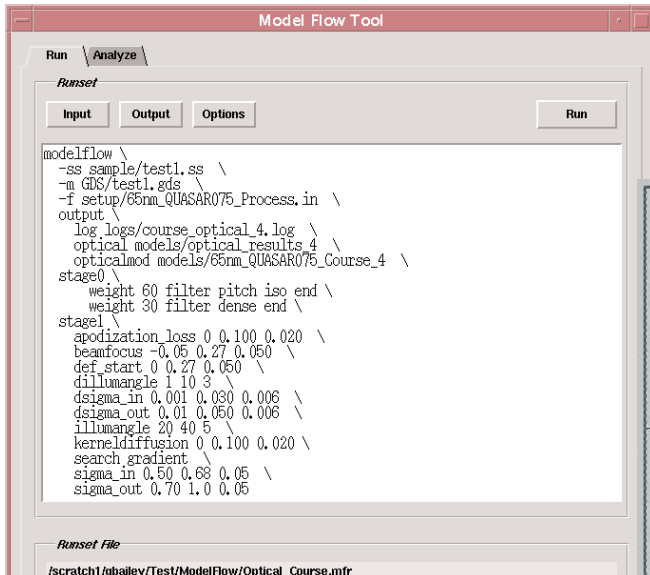 Model Flow Tool
Run Analyze
Runset
Input Output Options Run
modelflow \
-ss sample/test1.ss \
-m GDS/test1.gds \
-f setup/65nm_QUASAR075_Process.in \
output \
log logs/course_optical_4.log \
optical models/optical_results_4 \
opticalmod models/65nm_QUASAR075_Course_4 \
stage0 \
weight 60 filter pitch iso end \
weight 30 filter dense end \
stage1 \
apodization_loss 0 0.100 0.020 \
beamfocus -0.05 0.27 0.050 \
def_start 0 0.27 0.050 \
dillumangle 1 10 3 \
dsigma_in 0.001 0.030 0.006 \
dsigma_out 0.01 0.050 0.006 \
illumangle 20 40 5 \
kerneldiffusion 0 0.100 0.020 \
search gradient \
sigma_in 0.50 0.68 0.05 \
sigma_out 0.70 1.0 0.05
Runset File
/scratch1/gbailey/Test/ModelFlow/Optical_Course.mfr